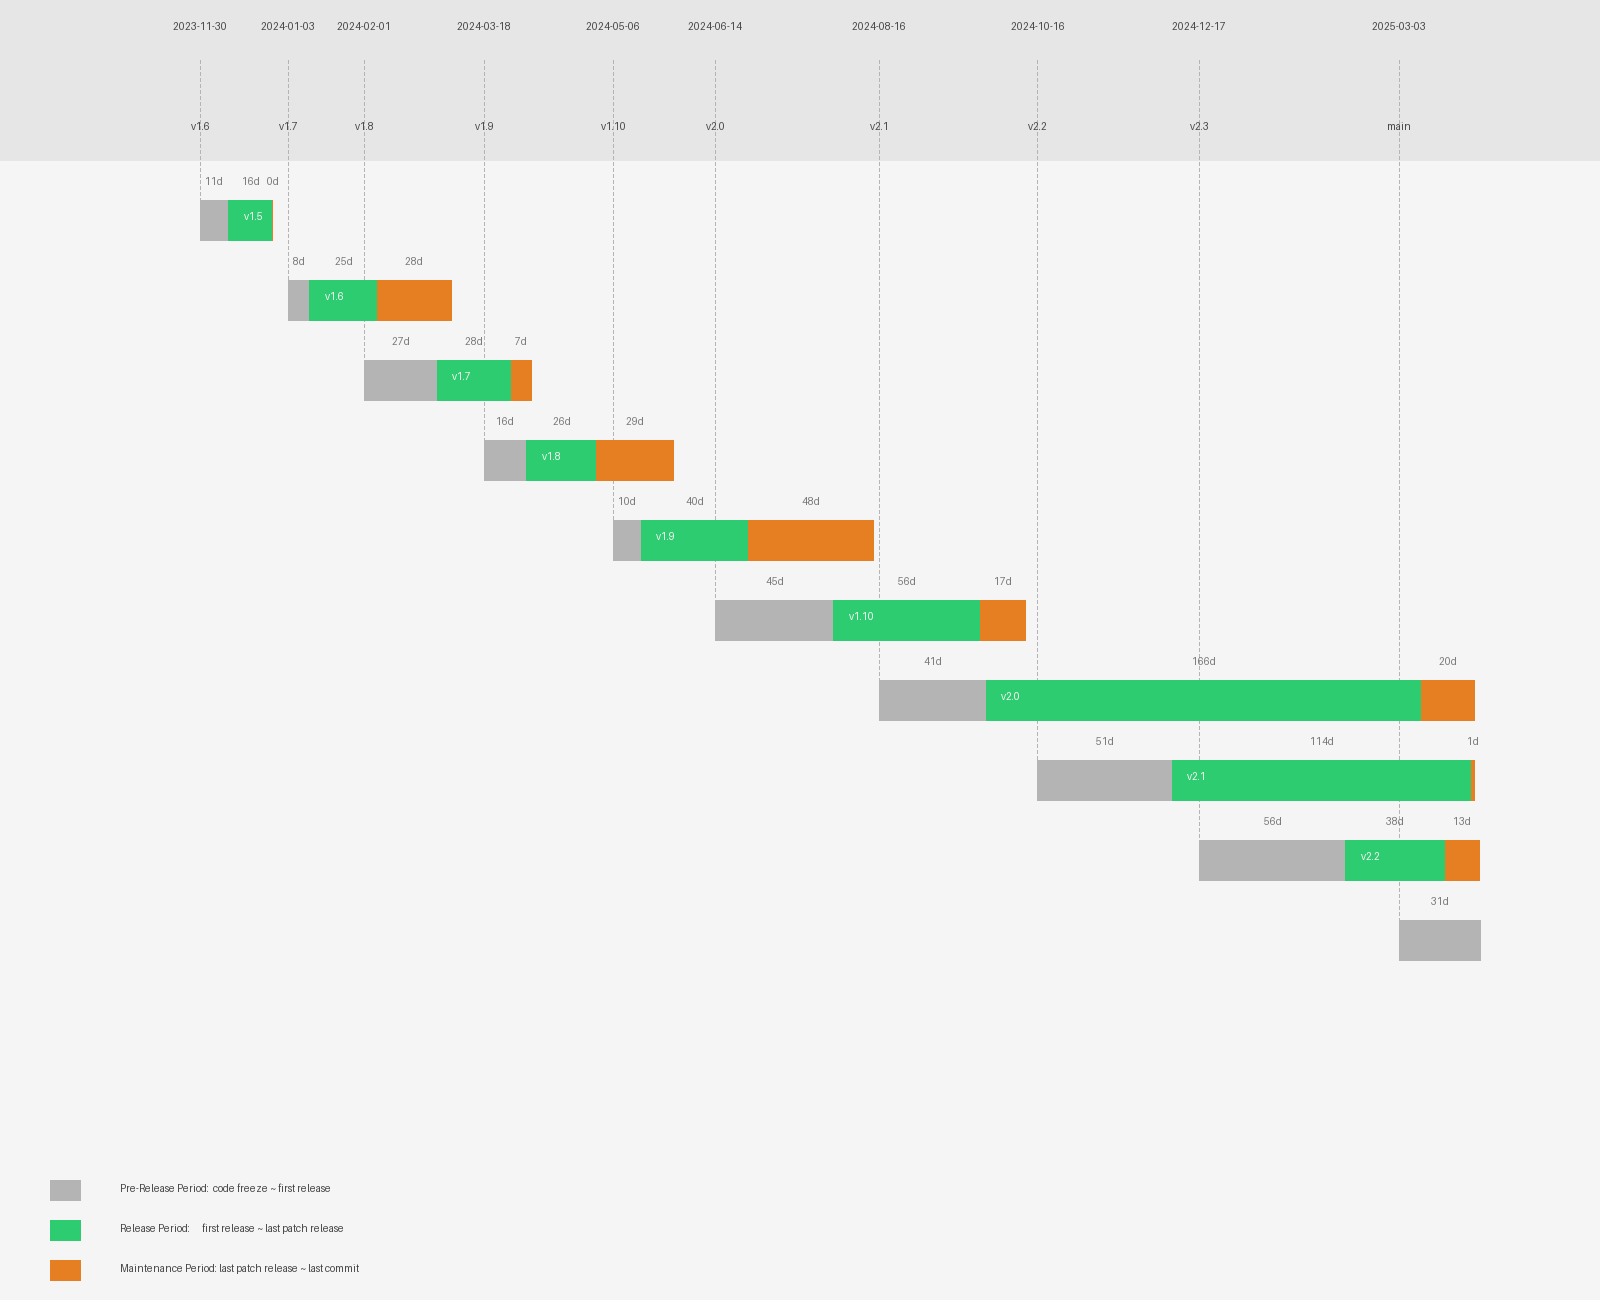 2023-11-30 2024-01-03 2024-02-01 2024-03-18 2024-05-06 2024-06-14 2024-08-16 2024-10-16 2024-12-17 2025-03-03
v1.6 v1.7 v1.8 v1.9 v1.10 v2.0 v2.1 v2.2 v2.3 main
11d 16d 0d
v1.5
8d 25d 28d
v1.6
27d 28d 7d
v1.7
16d 26d 29d
v1.8
10d 40d 48d
v1.9
45d 56d 17d
v1.10
41d 166d 20d
v2.0
51d 114d 1d
v2.1
56d 38d 13d
v2.2
31d
Pre-Release Period: code freeze ~ first release
Release Period: first release ~ last patch release
Maintenance Period: last patch release ~ last commit